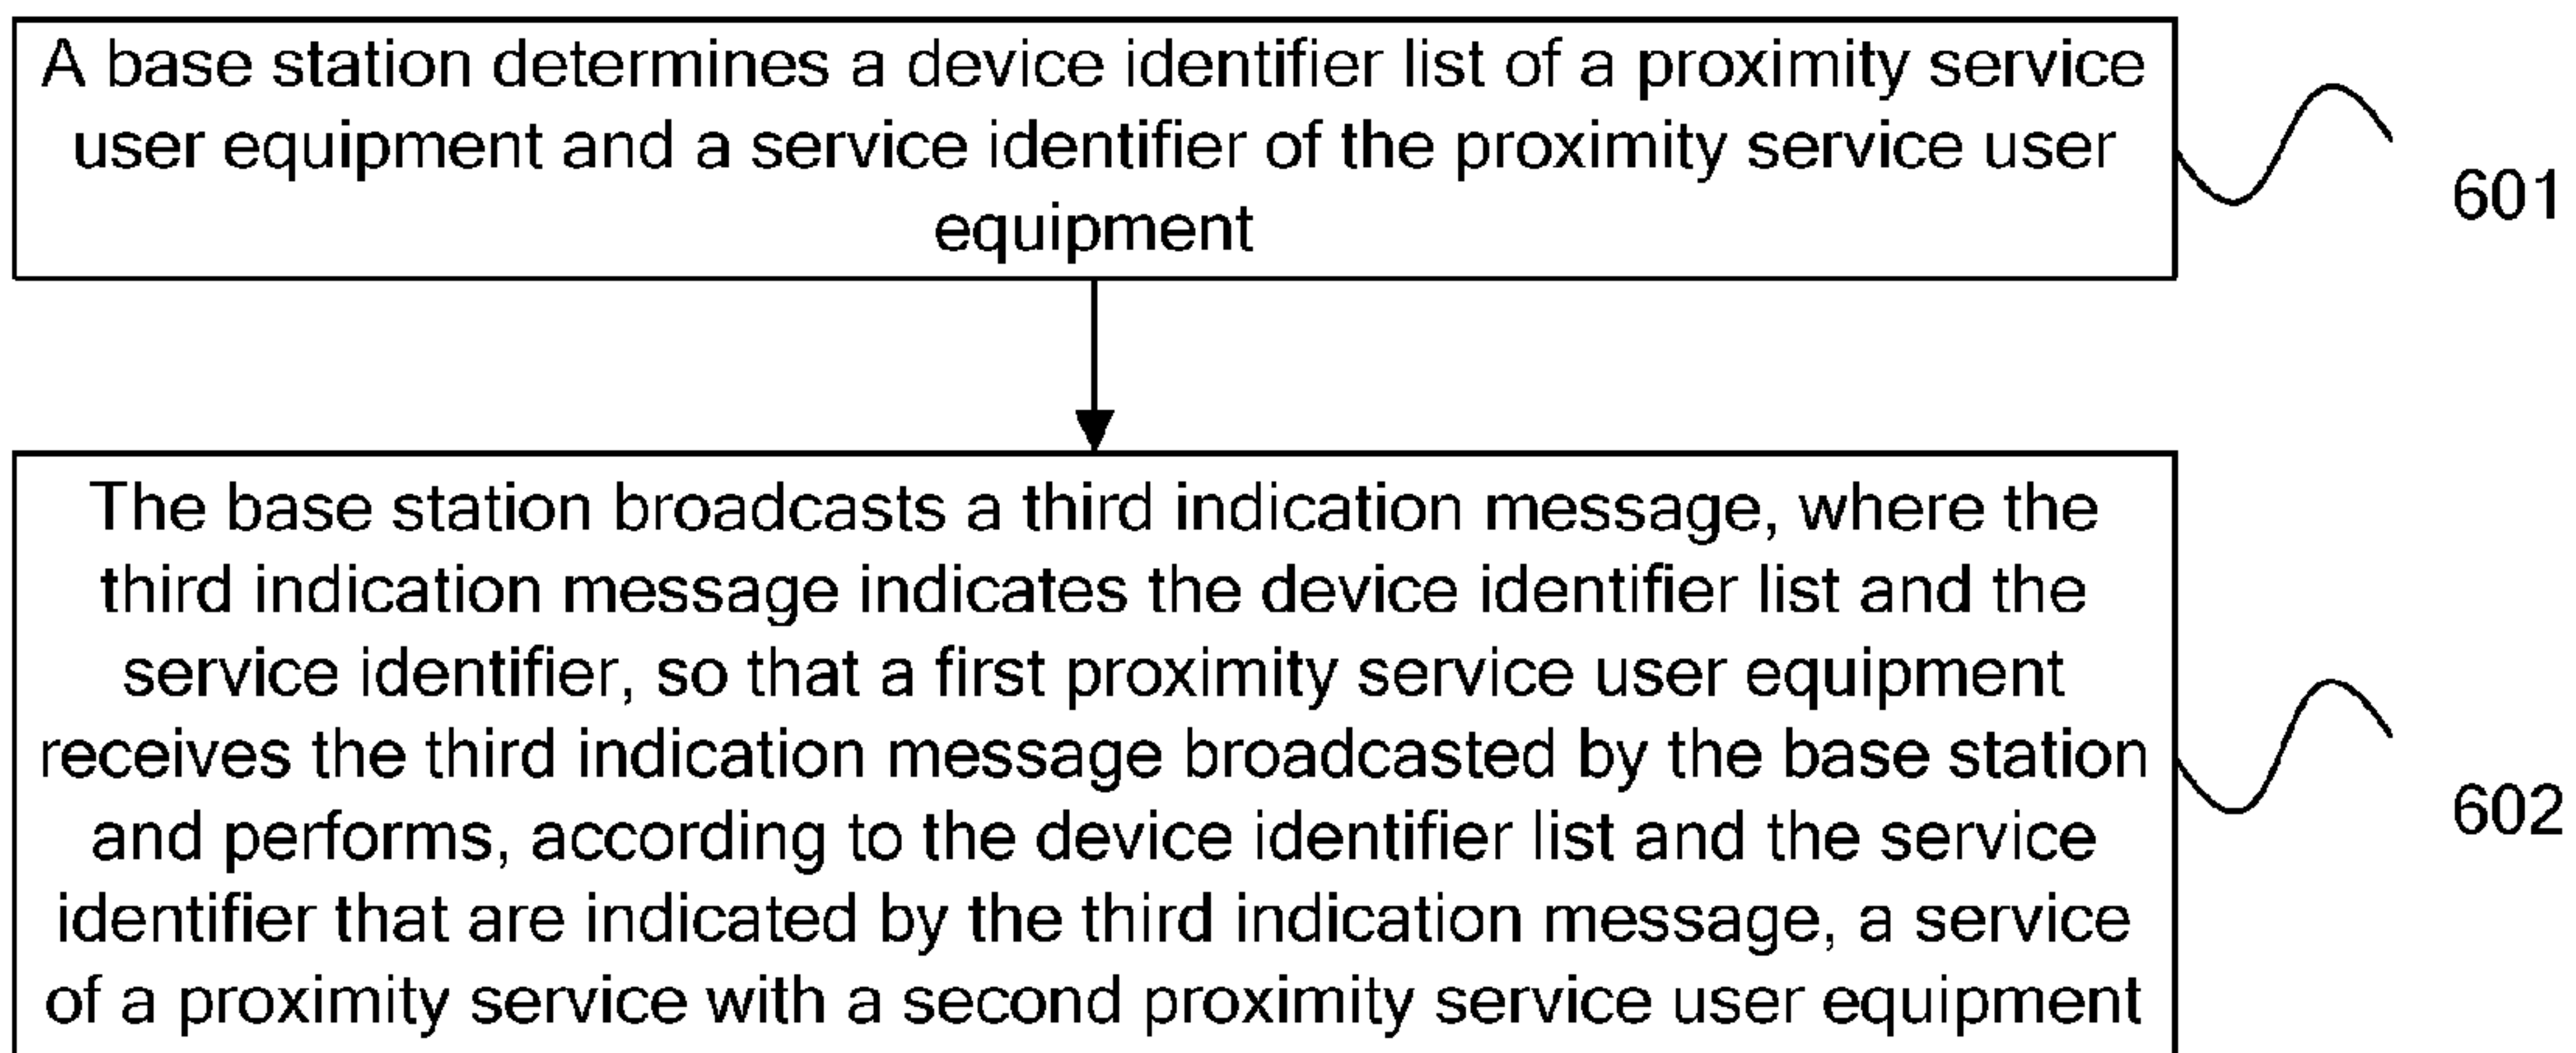 A base station determines a device identifier list of a proximity service
user equipment and a service identifier of the proximity service user
equipment
601
The base station broadcasts a third indication message, where the
third indication message indicates the device identifier list and the
service identifier, so that a first proximity service user equipment
receives the third indication message broadcasted by the base station
and performs, according to the device identifier list and the service
identifier that are indicated by the third indication message, a service
of a proximity service with a second proximity service user equipment
602